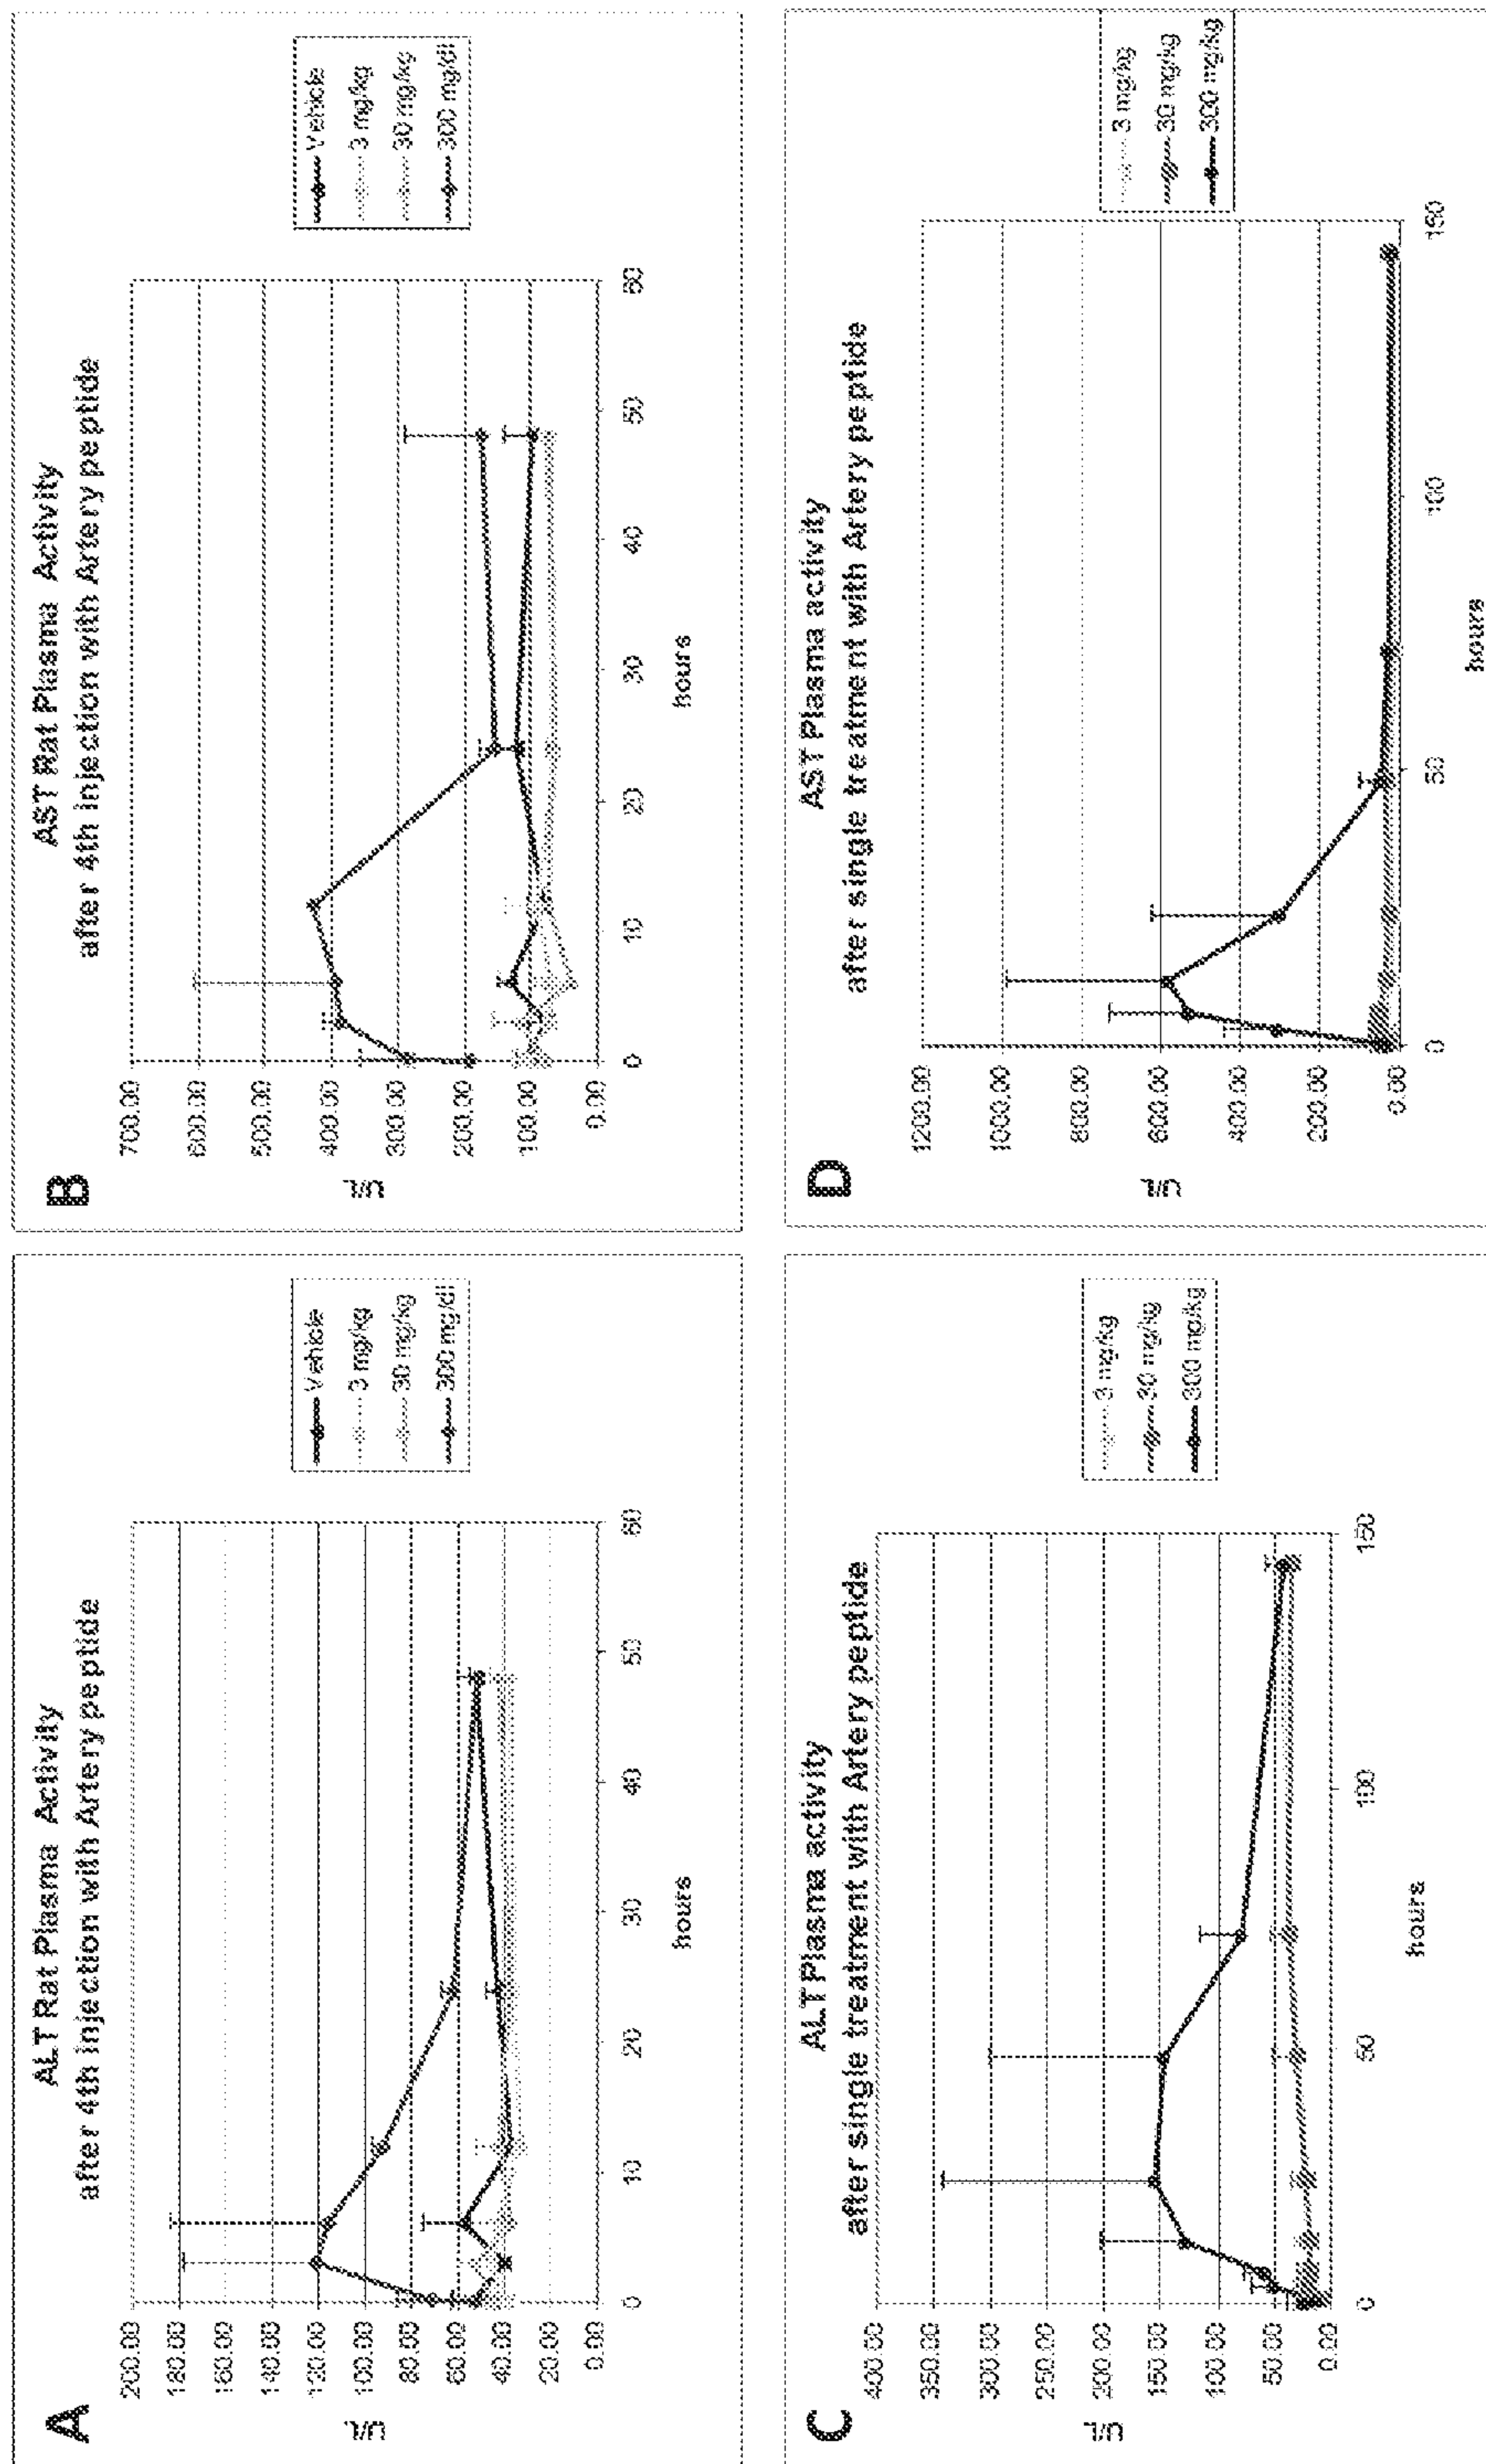 A
ALT Rat Plasma Activity
after 4th injection with Artery peptide
U/L
200.00
180.00
160.00
140.00
120.00
100.00
80.00
60.00
40.00
20.00
0.00
0
10
20
30
40
50
60
hours
Vehicle
3 mg/kg
30 mg/kg
300 mg/dl
B
AST Rat Plasma Activity
after 4th injection with Artery peptide
U/L
700.00
600.00
500.00
400.00
300.00
200.00
100.00
0.00
0
10
20
30
40
50
60
hours
Vehicle
3 mg/kg
30 mg/kg
300 mg/dl
C
ALT Plasma activity
after single treatment with Artery peptide
U/L
400.00
350.00
300.00
250.00
200.00
150.00
100.00
50.00
0.00
0
50
100
150
hours
3 mg/kg
30 mg/kg
300 mg/kg
D
AST Plasma activity
after single treatment with Artery peptide
U/L
1200.00
1000.00
800.00
600.00
400.00
200.00
0.00
0
50
100
150
hours
3 mg/kg
30 mg/kg
300 mg/kg